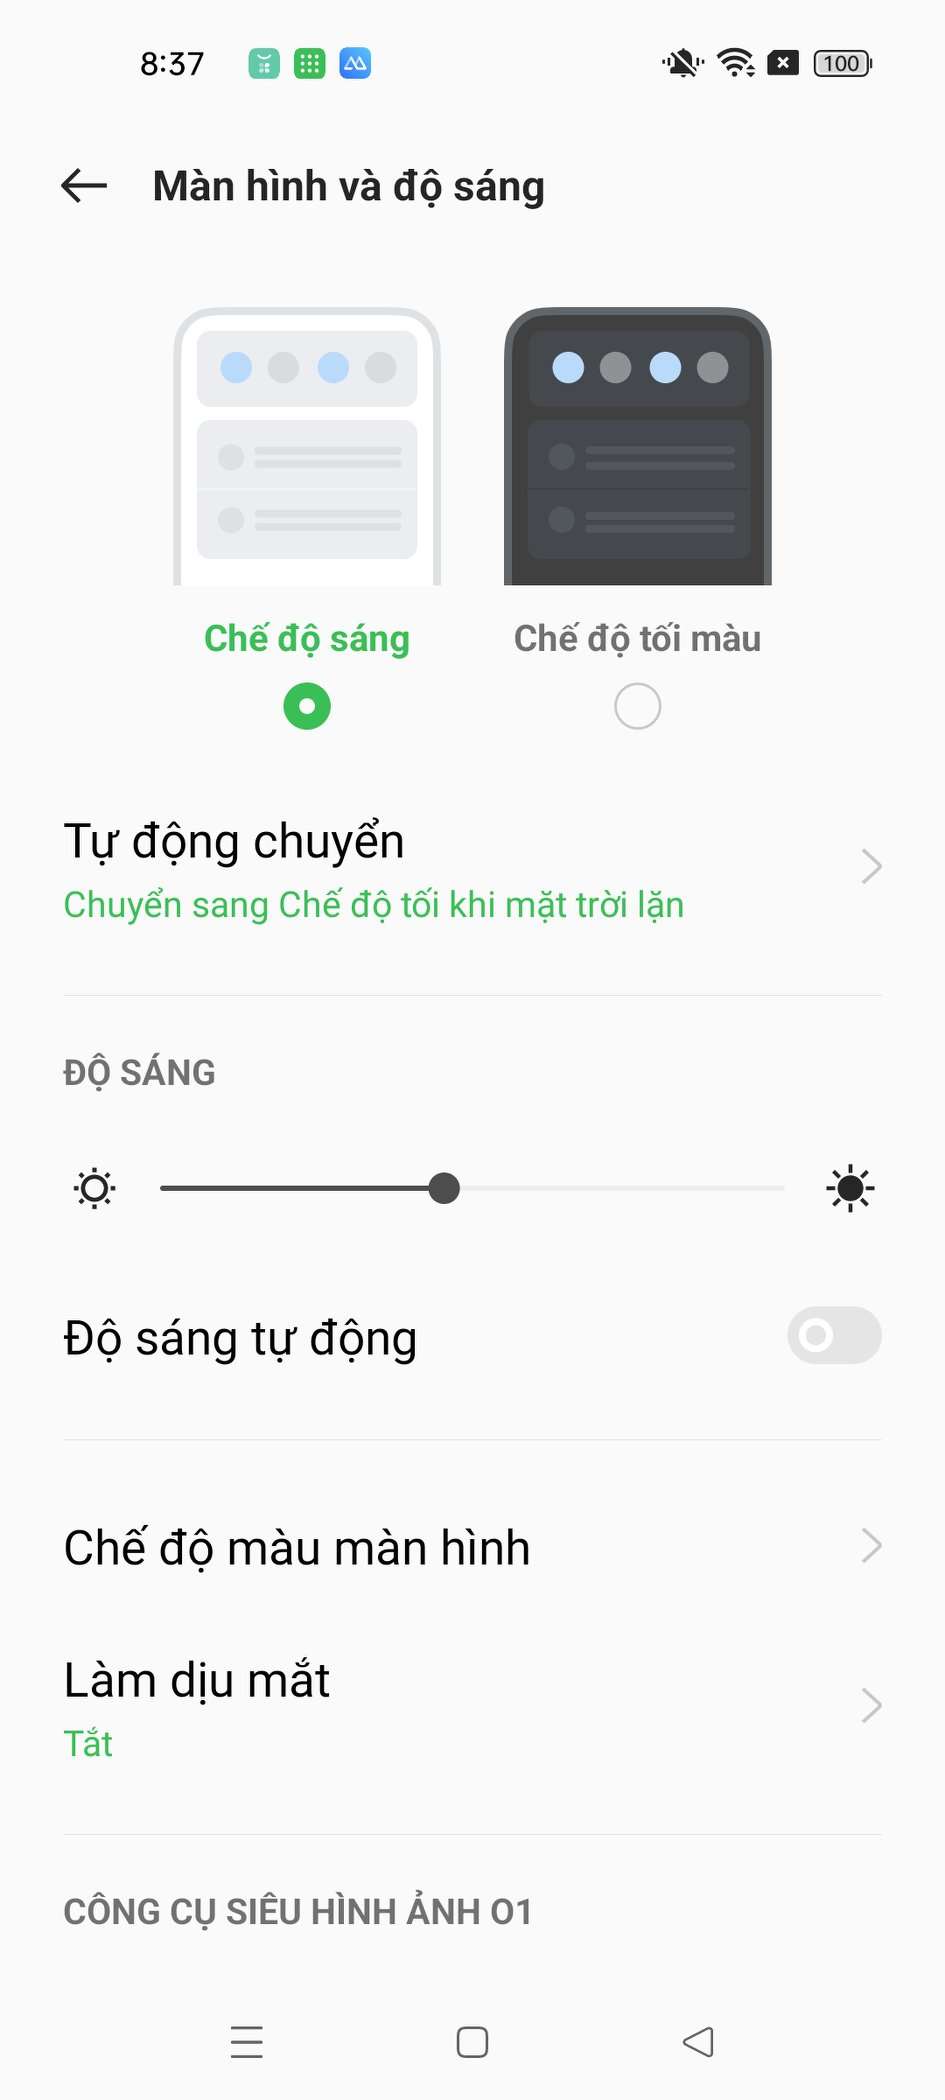 8:37
100
Màn hình và độ sáng
Chế độ sáng
Chế độ tối màu
Tự động chuyển
Chuyển sang Chế độ tối khi mặt trời lặn
ĐỘ SÁNG
Độ sáng tự động
Chế độ màu màn hình
Làm dịu mắt
Tắt
CÔNG CỤ SIÊU HÌNH ẢNH O1